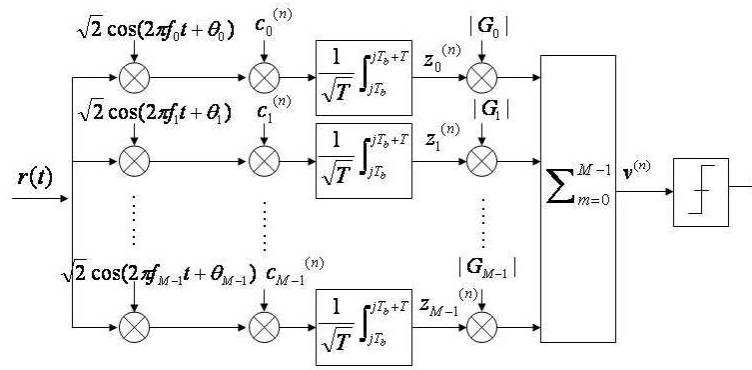 √2 cos(2πf₀t + θ₀) c₀⁽ⁿ⁾ |G₀|
1/√T ∫_{jT_b}^{jT_b+T} z₀⁽ⁿ⁾
√2 cos(2πf₁t + θ₁) c₁⁽ⁿ⁾ |G₁|
1/√T ∫_{jT_b}^{jT_b+T} z₁⁽ⁿ⁾
r(t)
∑_{m=0}^{M-1} v⁽ⁿ⁾
√2 cos(2πf_{M-1}t + θ_{M-1}) c_{M-1}⁽ⁿ⁾ |G_{M-1}|
1/√T ∫_{jT_b}^{jT_b+T} z_{M-1}⁽ⁿ⁾